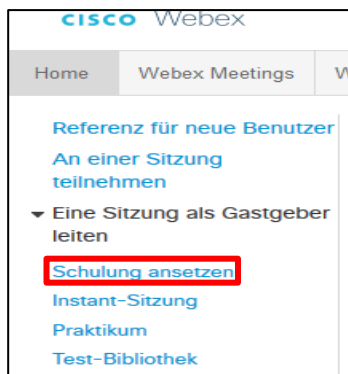 CISCO Webex
Home Webex Meetings
Referenz für neue Benutzer
An einer Sitzung
teilnehmen
Eine Sitzung als Gastgeber
leiten
Schulung ansetzen
Instant-Sitzung
Praktikum
Test-Bibliothek